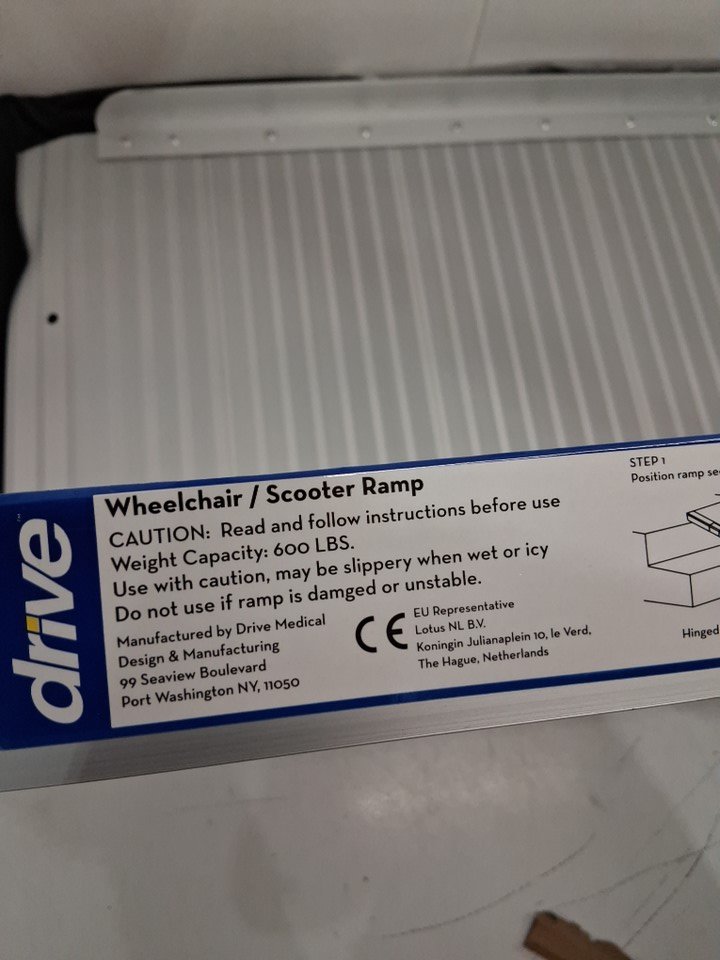 drive
Wheelchair / Scooter Ramp
CAUTION: Read and follow instructions before use
Weight Capacity: 600 LBS.
Use with caution, may be slippery when wet or icy
Do not use if ramp is damged or unstable.
Manufactured by Drive Medical
Design & Manufacturing
99 Seaview Boulevard
Port Washington NY, 11050
CE
EU Representative
Lotus NL B.V.
Koningin Julianaplein 10, le Verd,
The Hague, Netherlands
STEP 1
Position ramp se
Hinged